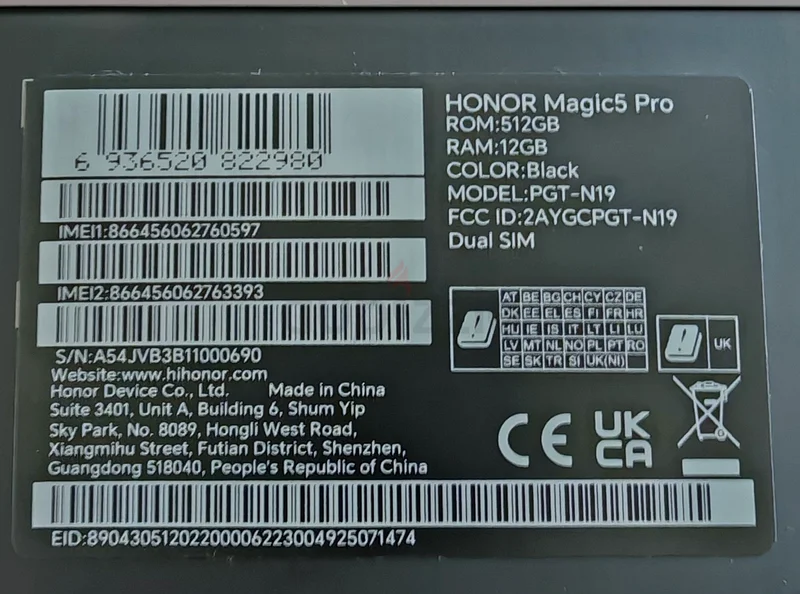 6 936520 822980
IMEI1:866456062760597
IMEI2:866456062763393
S/N:A54JVB3B11000690
Website:www.hihonor.com
Honor Device Co., Ltd. Made in China
Suite 3401, Unit A, Building 6, Shum Yip
Sky Park, No. 8089, Hongli West Road,
Xiangmihu Street, Futian District, Shenzhen,
Guangdong 518040, People's Republic of China
HONOR Magic5 Pro
ROM:512GB
RAM:12GB
COLOR:Black
MODEL:PGT-N19
FCC ID:2AYGCPGT-N19
Dual SIM
AT BE BG CH CY CZ DE
DK EE EL ES FI FR HR
HU IE IS IT LT LI LU
LV MT NL NO PL PT RO
SE SK TR SI UK(NI)
UK
CE
UK
CA
EID:89043051202200006223004925071474